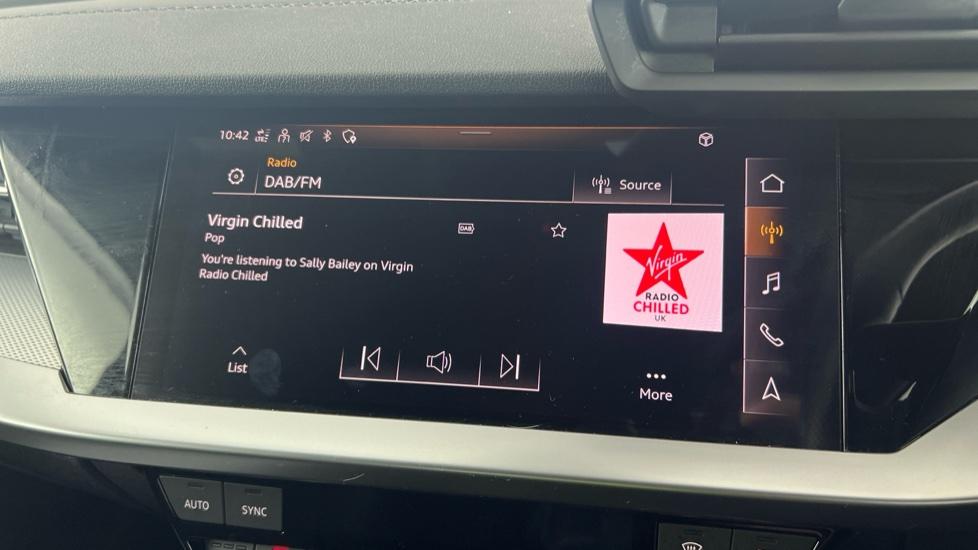 10:42 LTE
Radio
DAB/FM
Source
Virgin Chilled
DAB
Pop
You're listening to Sally Bailey on Virgin
Radio Chilled
Virgin
RADIO
CHILLED
UK
List
More
AUTO
SYNC